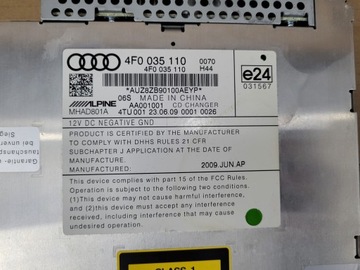 4F0 035 110 0070
4F0 035 110 H44
*AUZ8ZB90100AEYP*
06S MADE IN CHINA
ALPINE AA001001 CD CHANGER
MHAD801A 4TU 001 23.06.09 0001 0026
12V DC NEGATIVE GND
e24
031567
PRODUCT IS CERTIFIED BY THE MANUFACTURER
TO COMPLY WITH DHHS RULES 21 CFR
SUBCHAPTER J APPLICATION AT THE DATE OF
MANUFACTURE.
MANUFACTURED: 2009.JUN.AP
This device complies with part 15 of the FCC Rules.
Operation is subject to the following two conditions.
(1)This device may not cause harmful interference, and
(2)This device must accept any interference
received, including interference that may cause
undesired operation.
Garantie
bei unver
Siege
CLASS 1